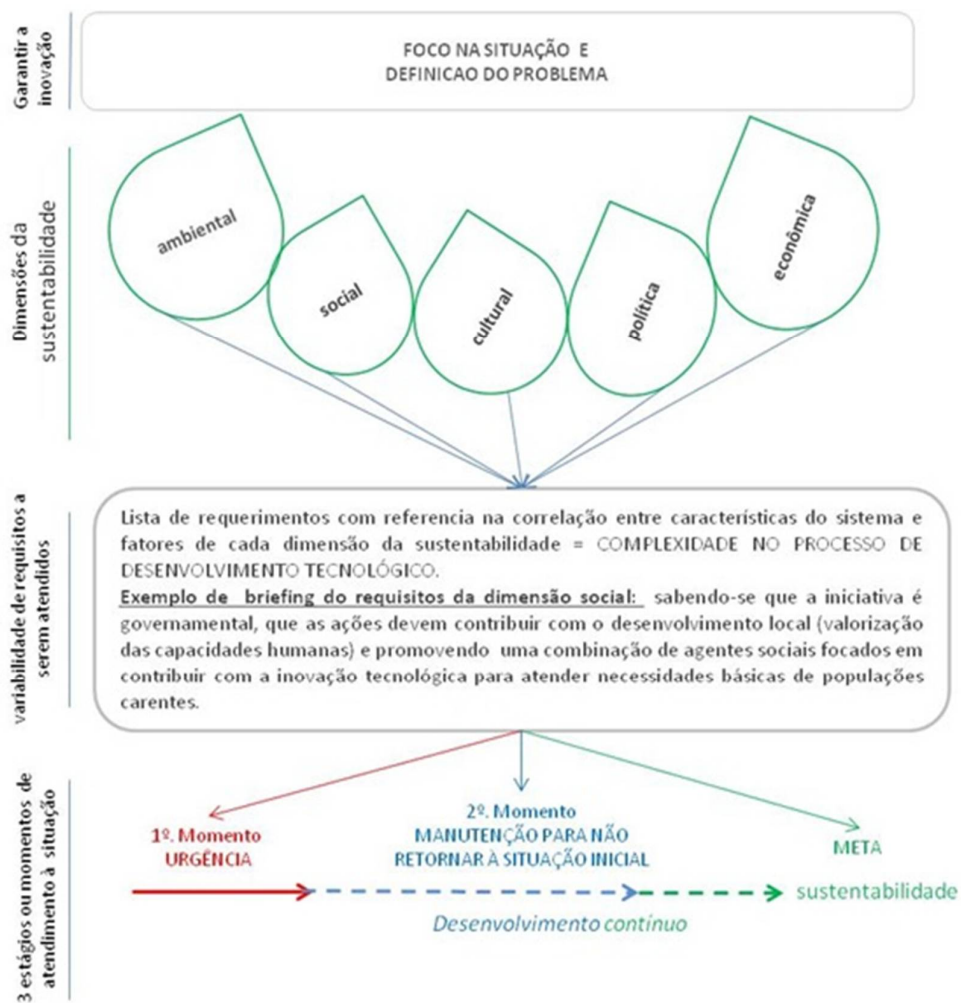 Garantir a
inovação
FOCO NA SITUAÇÃO E
DEFINICAO DO PROBLEMA
Dimensões da
sustentabilidade
ambiental
social
cultural
política
econômica
variabilidade de requisitos a
serem atendidos
Lista de requerimentos com referencia na correlação entre características do sistema e
fatores de cada dimensão da sustentabilidade = COMPLEXIDADE NO PROCESSO DE
DESENVOLVIMENTO TECNOLÓGICO.
Exemplo de briefing do requisitos da dimensão social: sabendo-se que a iniciativa é
governamental, que as ações devem contribuir com o desenvolvimento local (valorização
das capacidades humanas) e promovendo uma combinação de agentes sociais focados em
contribuir com a inovação tecnológica para atender necessidades básicas de populações
carentes.
3 estágios ou momentos de
atendimento à situação
1º. Momento
URGÊNCIA
2º. Momento
MANUTENÇÃO PARA NÃO
RETORNAR À SITUAÇÃO INICIAL
META
sustentabilidade
Desenvolvimento contínuo